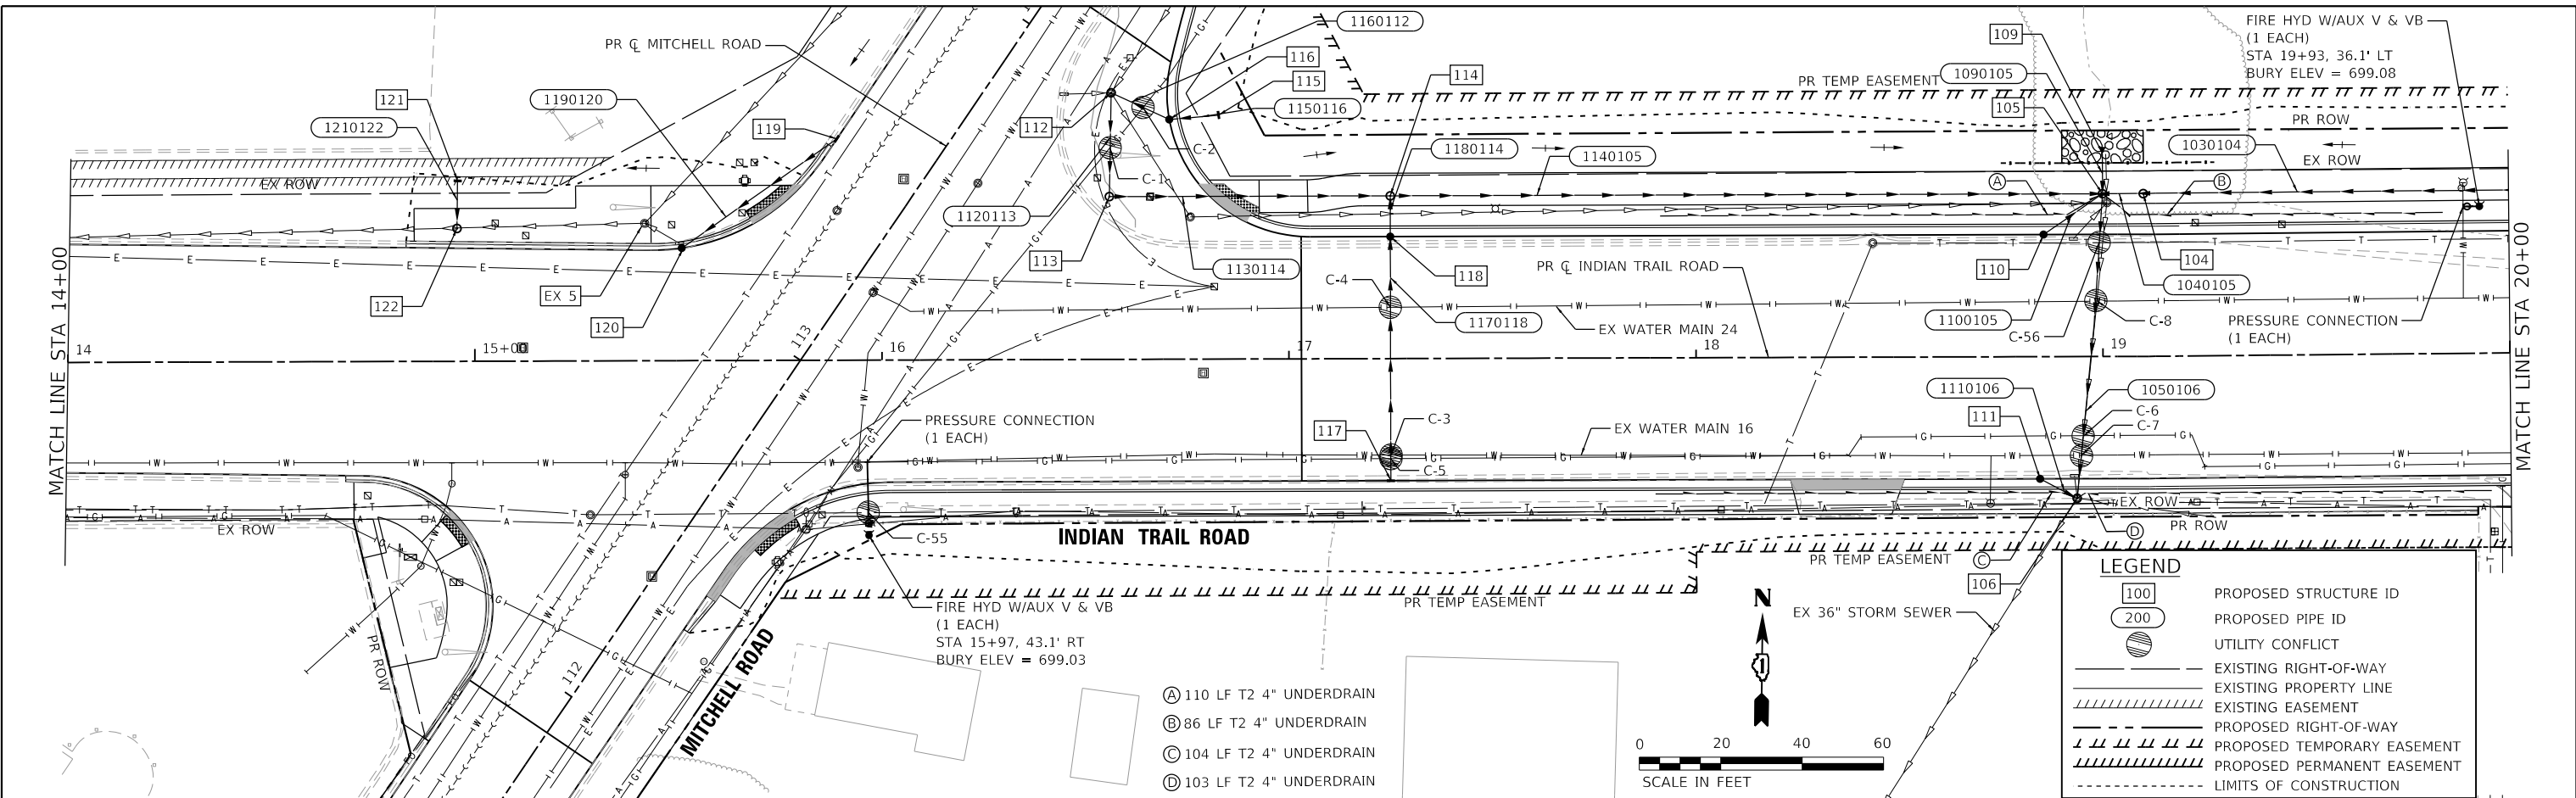 PR ℄ MITCHELL ROAD
1160112
116
115
114
1150116
109
1090105
PR TEMP EASEMENT
105
FIRE HYD W/AUX V & VB
(1 EACH)
STA 19+93, 36.1' LT
BURY ELEV = 699.08
PR ROW
121
1190120
1210122
119
112
C-2
1180114
1140105
1030104
EX ROW
EX ROW
C-1
A
B
1120113
113
1130114
118
PR ℄ INDIAN TRAIL ROAD
110
104
1040105
122
EX 5
120
C-4
1170118
EX WATER MAIN 24
1100105
C-56
C-8
PRESSURE CONNECTION
(1 EACH)
MATCH LINE STA 14+00
MATCH LINE STA 20+00
14
15+00
113
16
17
18
19
1110106
1050106
111
C-6
C-7
PRESSURE CONNECTION
(1 EACH)
117
C-3
C-5
EX WATER MAIN 16
EX ROW
EX ROW
PR ROW
C-55
INDIAN TRAIL ROAD
D
PR TEMP EASEMENT
C
106
PR TEMP EASEMENT
FIRE HYD W/AUX V & VB
(1 EACH)
STA 15+97, 43.1' RT
BURY ELEV = 699.03
N
1
EX 36" STORM SEWER
PR ROW
112
MITCHELL ROAD
A 110 LF T2 4" UNDERDRAIN
B 86 LF T2 4" UNDERDRAIN
C 104 LF T2 4" UNDERDRAIN
D 103 LF T2 4" UNDERDRAIN
0 20 40 60
SCALE IN FEET
LEGEND
100 PROPOSED STRUCTURE ID
200 PROPOSED PIPE ID
UTILITY CONFLICT
EXISTING RIGHT-OF-WAY
EXISTING PROPERTY LINE
EXISTING EASEMENT
PROPOSED RIGHT-OF-WAY
PROPOSED TEMPORARY EASEMENT
PROPOSED PERMANENT EASEMENT
LIMITS OF CONSTRUCTION